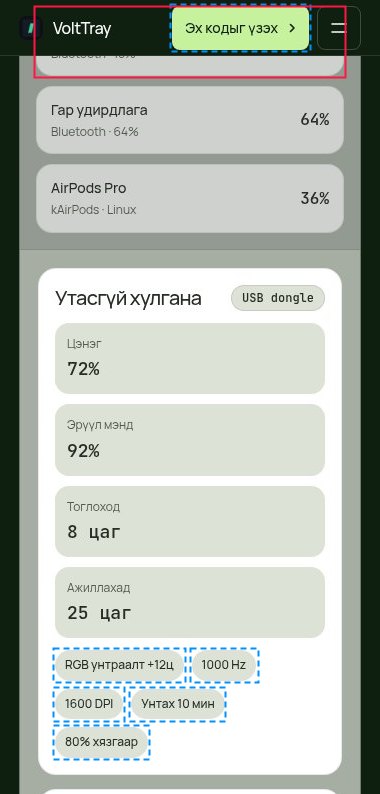 VoltTray
Эх кодыг үзэх
Гар удирдлага
64%
Bluetooth · 64%
AirPods Pro
36%
kAirPods · Linux
Утасгүй хулгана
USB dongle
Цэнэг
72%
Эрүүл мэнд
92%
Тоглоход
8 цаг
Ажиллахад
25 цаг
RGB унтраалт +12ц
1000 Hz
1600 DPI
Унтах 10 мин
80% хязгаар